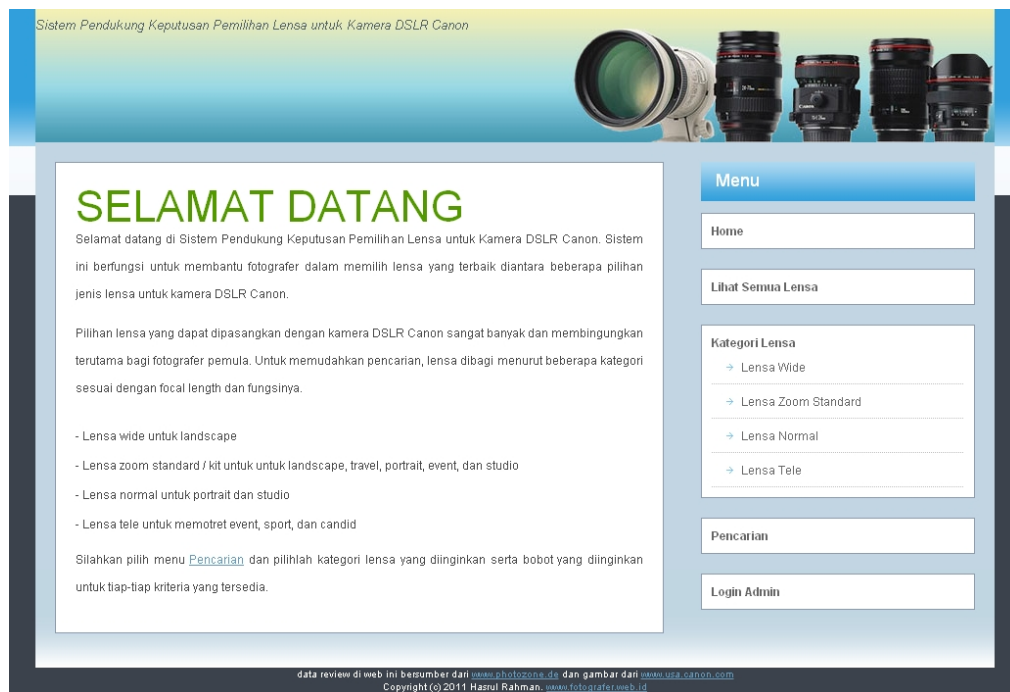 Sistem Pendukung Keputusan Pemilihan Lensa untuk Kamera DSLR Canon
SELAMAT DATANG
Selamat datang di Sistem Pendukung Keputusan Pemilihan Lensa untuk Kamera DSLR Canon. Sistem
ini berfungsi untuk membantu fotografer dalam memilih lensa yang terbaik diantara beberapa pilihan
jenis lensa untuk kamera DSLR Canon.
Pilihan lensa yang dapat dipasangkan dengan kamera DSLR Canon sangat banyak dan membingungkan
terutama bagi fotografer pemula. Untuk memudahkan pencarian, lensa dibagi menurut beberapa kategori
sesuai dengan focal length dan fungsinya.
- Lensa wide untuk landscape
- Lensa zoom standard / kit untuk untuk landscape, travel, portrait, event, dan studio
- Lensa normal untuk portrait dan studio
- Lensa tele untuk memotret event, sport, dan candid
Silahkan pilih menu Pencarian dan pilihlah kategori lensa yang diinginkan serta bobot yang diinginkan
untuk tiap-tiap kriteria yang tersedia.
Menu
Home
Lihat Semua Lensa
Kategori Lensa
Lensa Wide
Lensa Zoom Standard
Lensa Normal
Lensa Tele
Pencarian
Login Admin
data review di web ini bersumber dari www.photozone.de dan gambar dari www.usa.canon.com
Copyright (c) 2011 Hasrul Rahman. www.fotografer.web.id